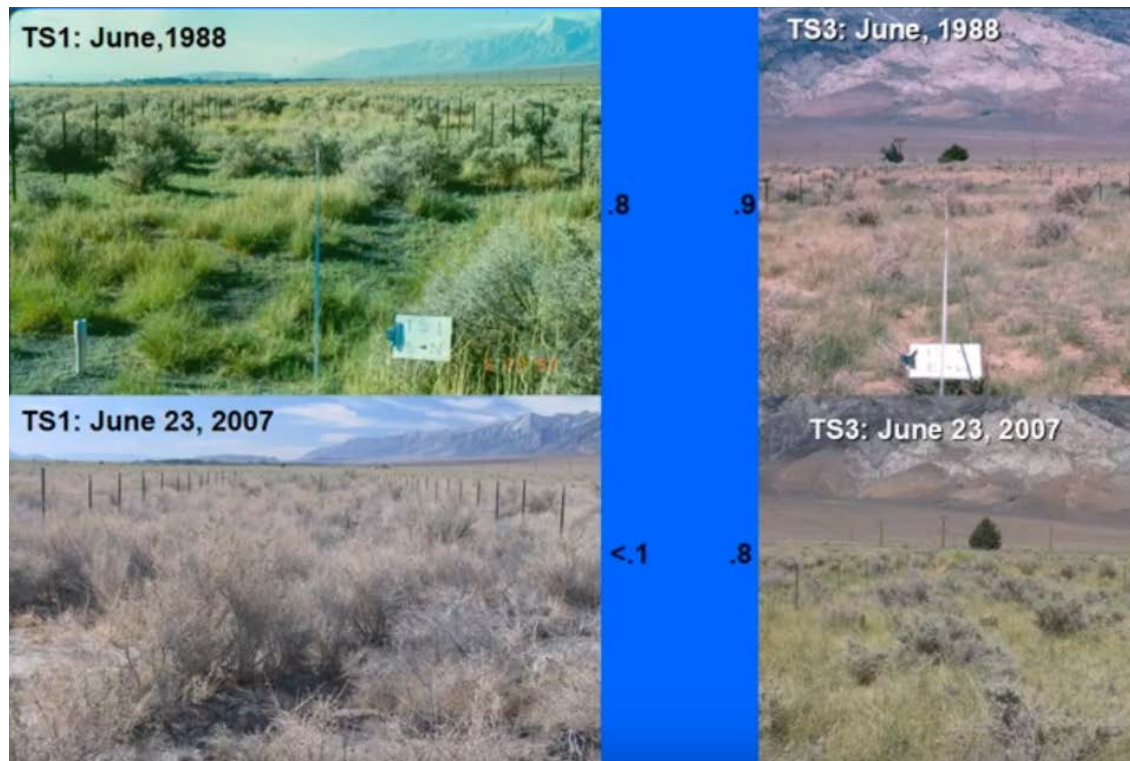 TS1: June,1988
TS3: June, 1988
.8
.9
TS1: June 23, 2007
TS3: June 23, 2007
<.1
.8